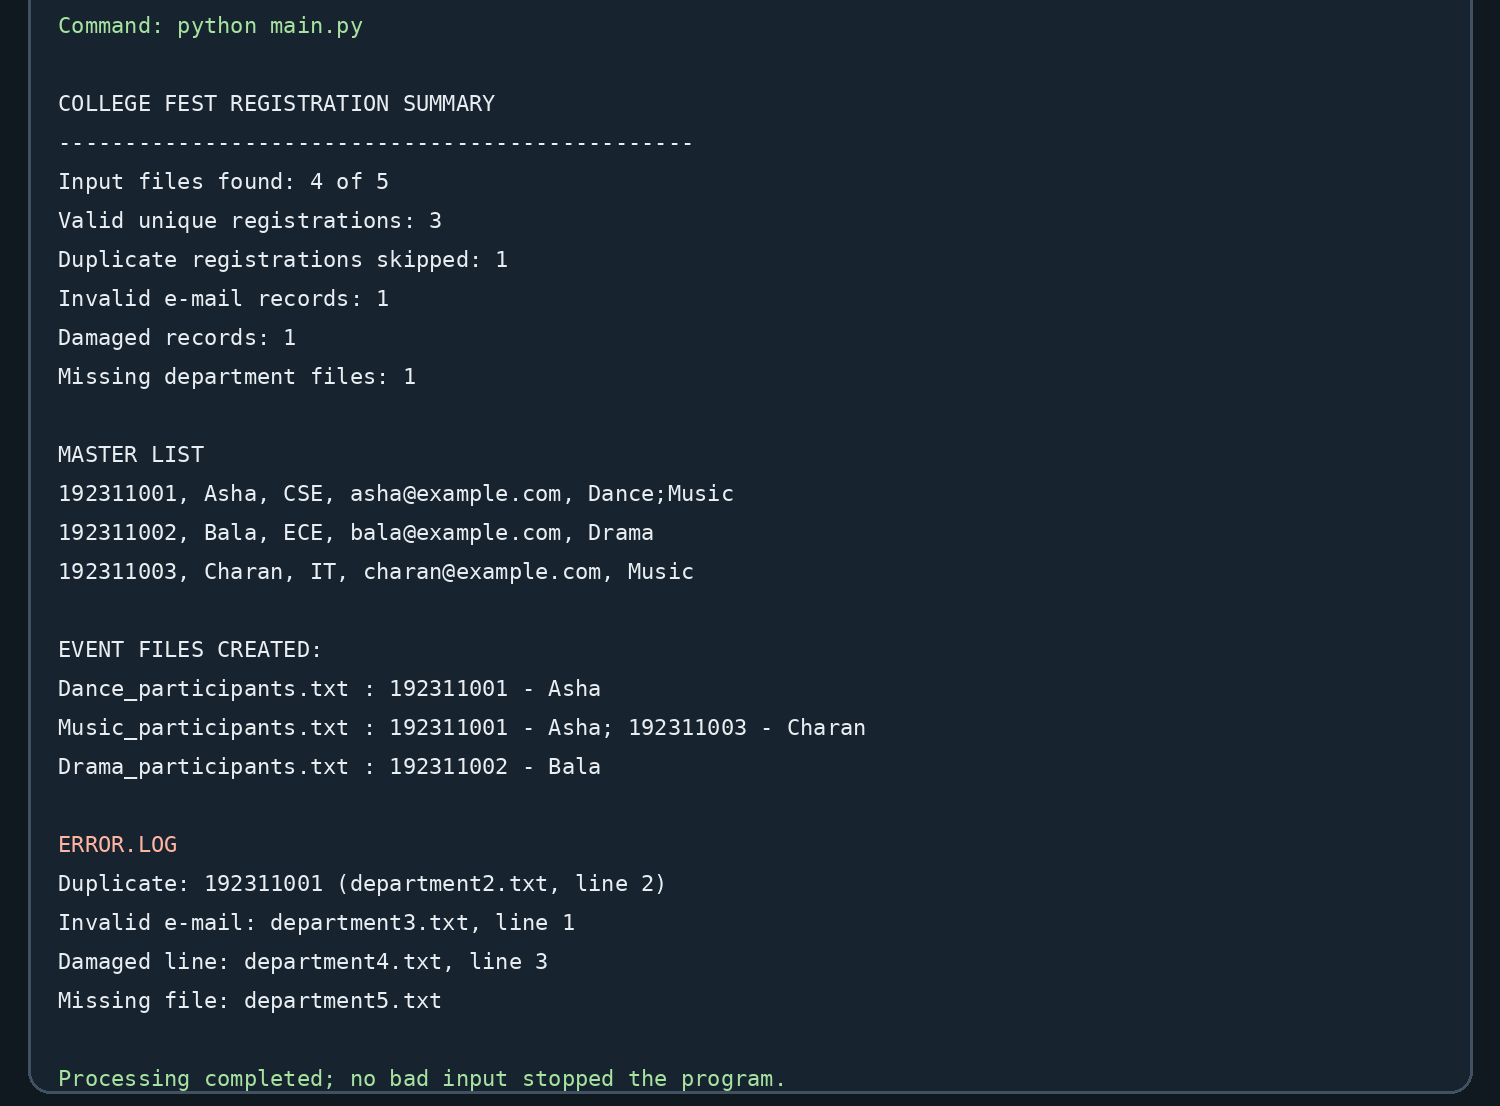 Command: python main.py
COLLEGE FEST REGISTRATION SUMMARY
------------------------------------------------
Input files found: 4 of 5
Valid unique registrations: 3
Duplicate registrations skipped: 1
Invalid e-mail records: 1
Damaged records: 1
Missing department files: 1
MASTER LIST
192311001, Asha, CSE, asha@example.com, Dance;Music
192311002, Bala, ECE, bala@example.com, Drama
192311003, Charan, IT, charan@example.com, Music
EVENT FILES CREATED:
Dance_participants.txt : 192311001 - Asha
Music_participants.txt : 192311001 - Asha; 192311003 - Charan
Drama_participants.txt : 192311002 - Bala
ERROR.LOG
Duplicate: 192311001 (department2.txt, line 2)
Invalid e-mail: department3.txt, line 1
Damaged line: department4.txt, line 3
Missing file: department5.txt
Processing completed; no bad input stopped the program.